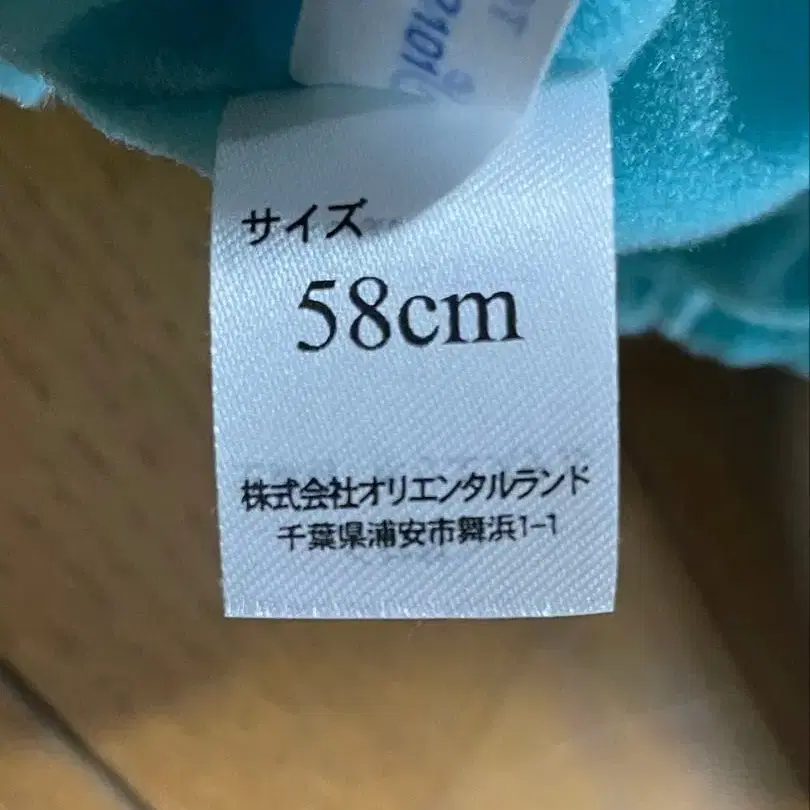 サイズ
58cm
株式会社オリエンタルランド
千葉県浦安市舞浜1-1